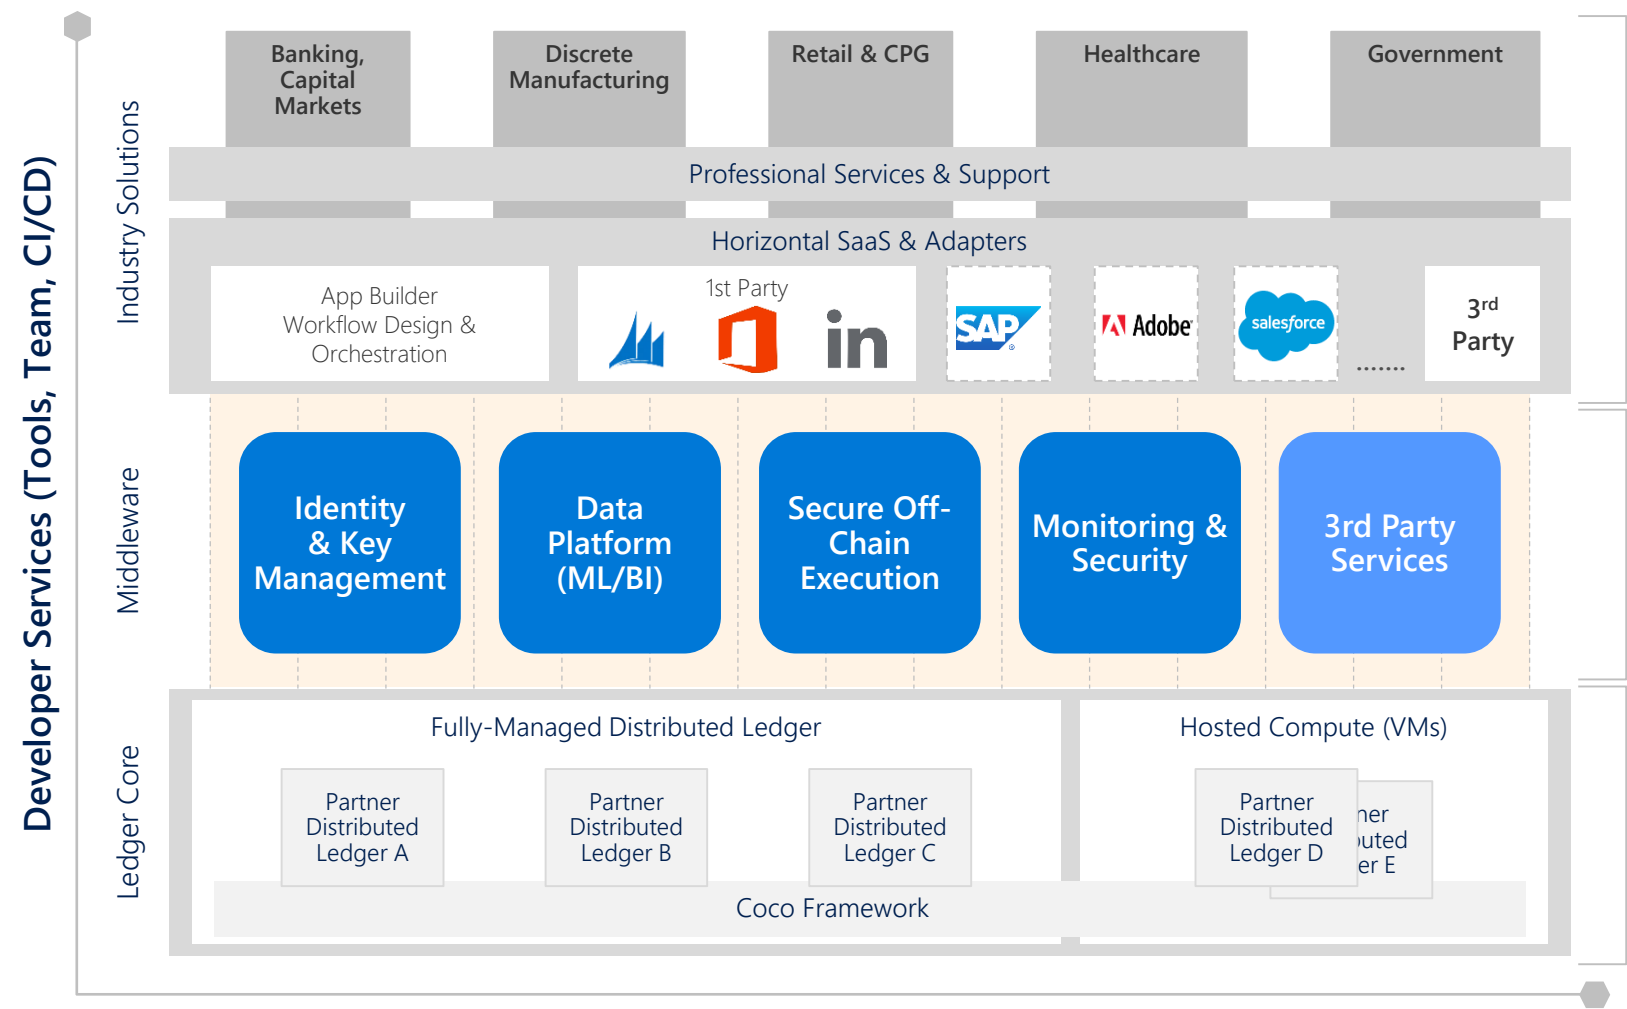 Developer Services (Tools, Team, CI/CD)
Industry Solutions
Banking,
Capital
Markets
Discrete
Manufacturing
Retail & CPG
Healthcare
Government
Professional Services & Support
Horizontal SaaS & Adapters
App Builder
Workflow Design &
Orchestration
1st Party
in
SAP
®
Adobe
salesforce
.......
3rd
Party
Middleware
Identity
& Key
Management
Data
Platform
(ML/BI)
Secure Off-
Chain
Execution
Monitoring &
Security
3rd Party
Services
Ledger Core
Fully-Managed Distributed Ledger
Partner
Distributed
Ledger A
Partner
Distributed
Ledger B
Partner
Distributed
Ledger C
Hosted Compute (VMs)
Partner
Distributed
Ledger D
ner
buted
er E
Coco Framework